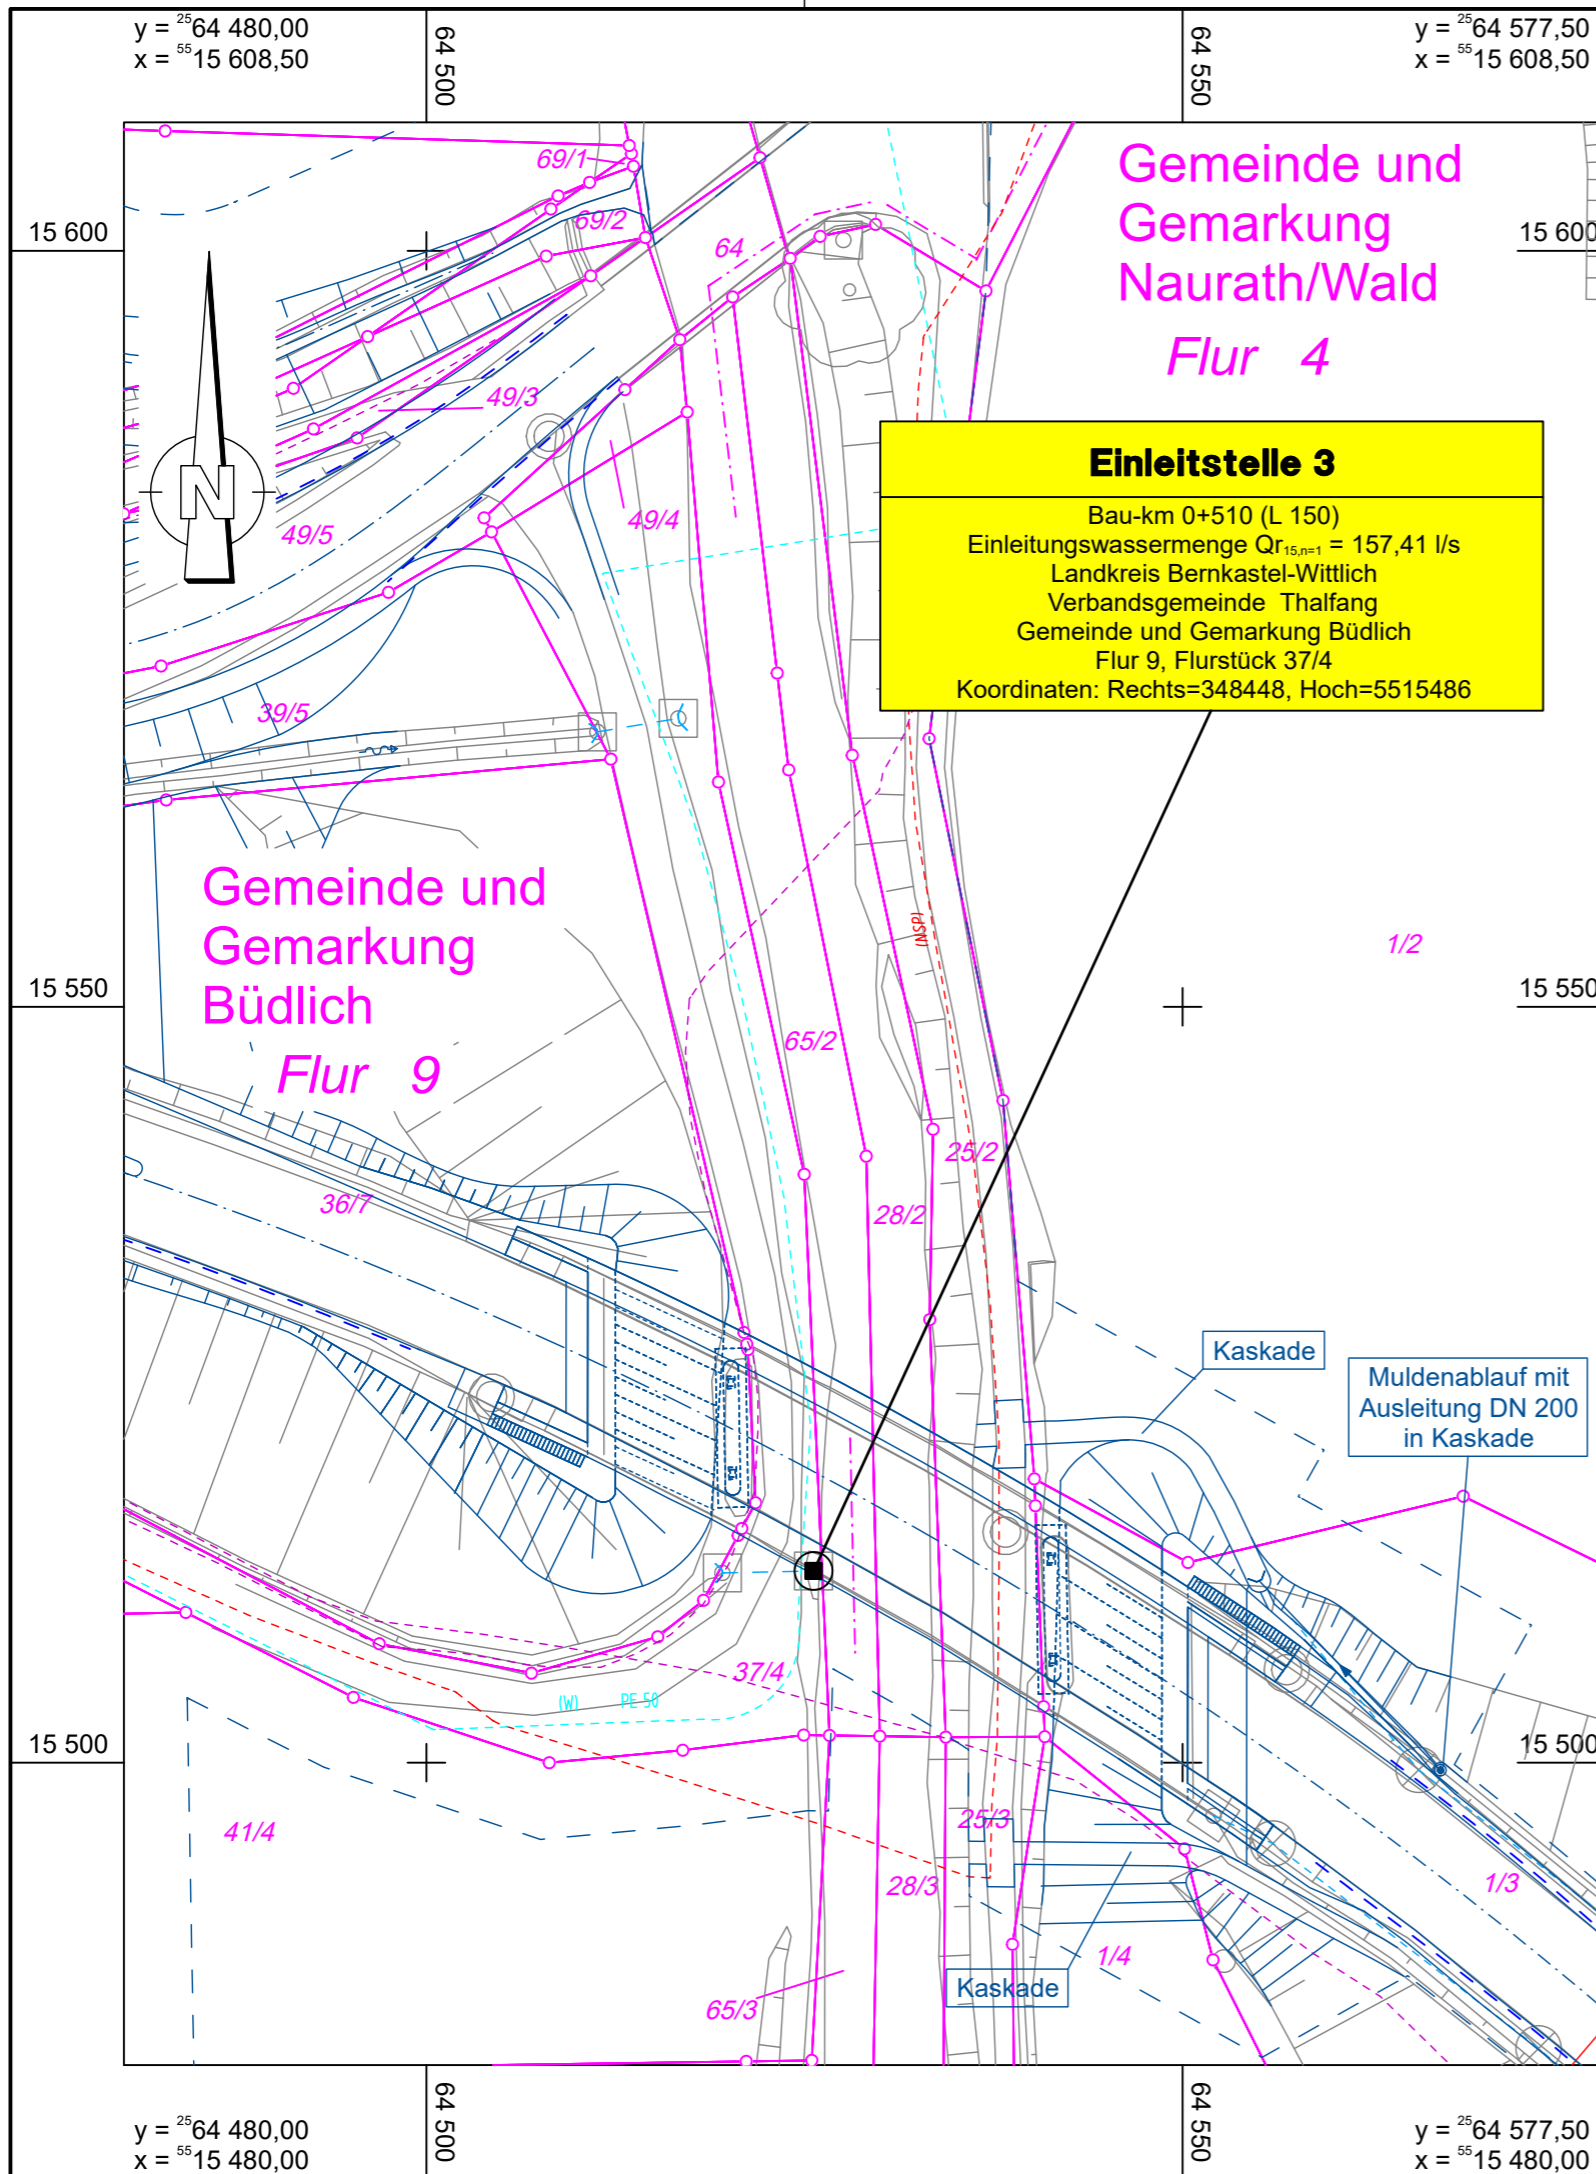 y = ²⁵64 480,00
x = ⁵⁵15 608,50
64 500
64 550
y = ²⁵64 577,50
x = ⁵⁵15 608,50
69/1
Gemeinde und
Gemarkung
Naurath/Wald
Flur 4
15 600
69/2
64
15 600
49/3
N
49/5
49/4
Einleitstelle 3
Bau-km 0+510 (L 150)
Einleitungswassermenge Qr₁₅,ₙ₌₁ = 157,41 l/s
Landkreis Bernkastel-Wittlich
Verbandsgemeinde Thalfang
Gemeinde und Gemarkung Büdlich
Flur 9, Flurstück 37/4
Koordinaten: Rechts=348448, Hoch=5515486
39/5
Gemeinde und
Gemarkung
Büdlich
Flur 9
(NSP)
1/2
15 550
15 550
65/2
25/2
36/7
28/2
Kaskade
Muldenablauf mit
Ausleitung DN 200
in Kaskade
37/4
(W) PE 50
15 500
15 500
41/4
25/3
28/3
1/3
1/4
Kaskade
65/3
y = ²⁵64 480,00
x = ⁵⁵15 480,00
64 500
64 550
y = ²⁵64 577,50
x = ⁵⁵15 480,00